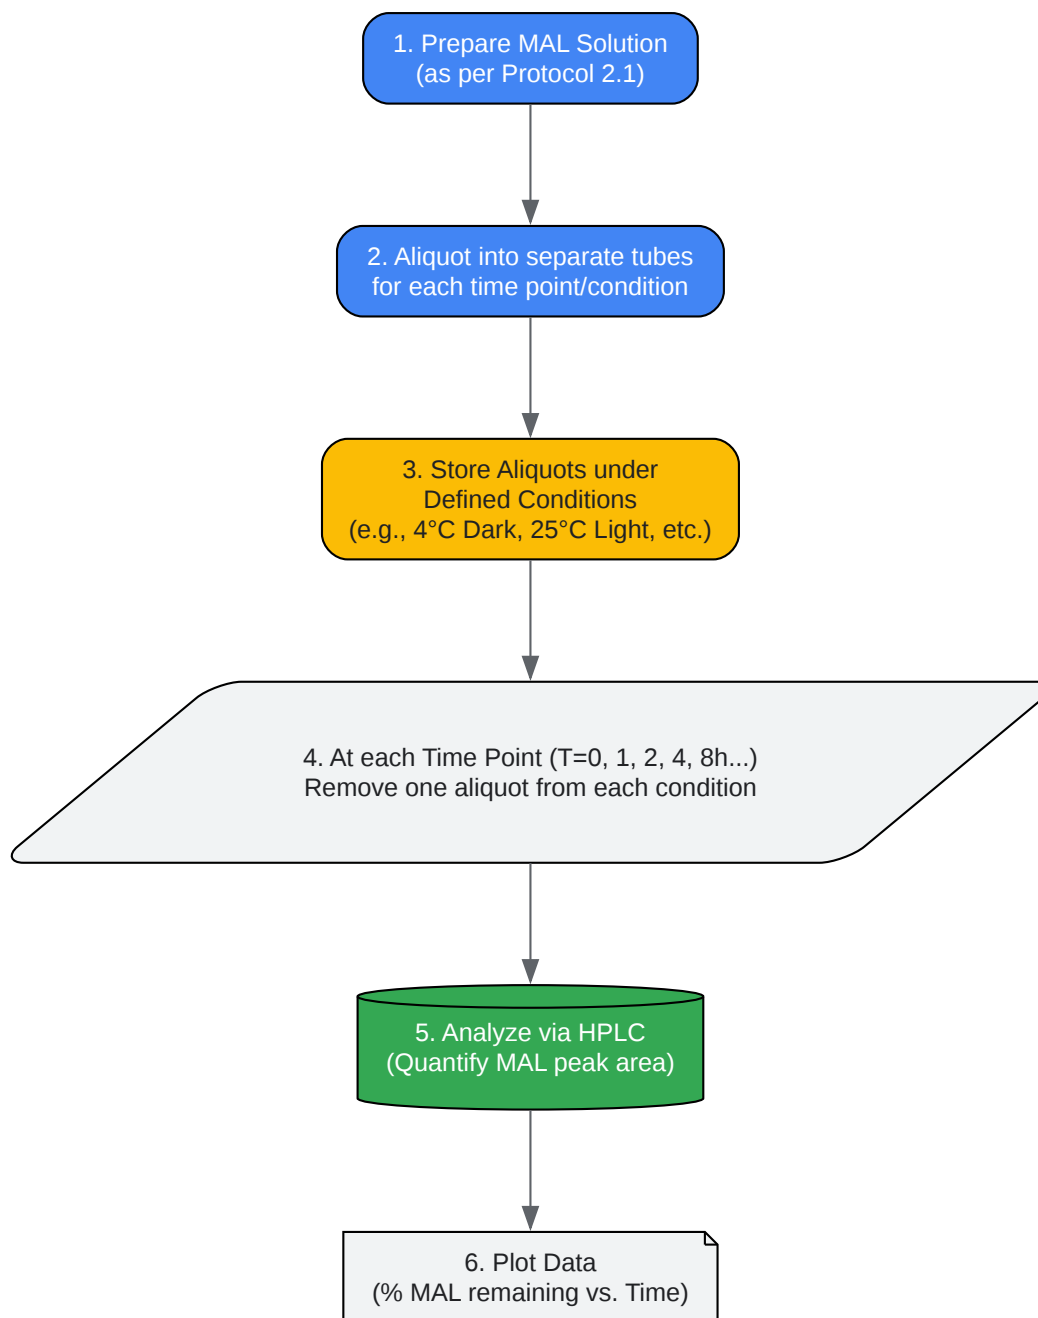 1. Prepare MAL Solution
(as per Protocol 2.1)
2. Aliquot into separate tubes
for each time point/condition
3. Store Aliquots under
Defined Conditions
(e.g., 4°C Dark, 25°C Light, etc.)
4. At each Time Point (T=0, 1, 2, 4, 8h...)
Remove one aliquot from each condition
5. Analyze via HPLC
(Quantify MAL peak area)
6. Plot Data
(% MAL remaining vs. Time)